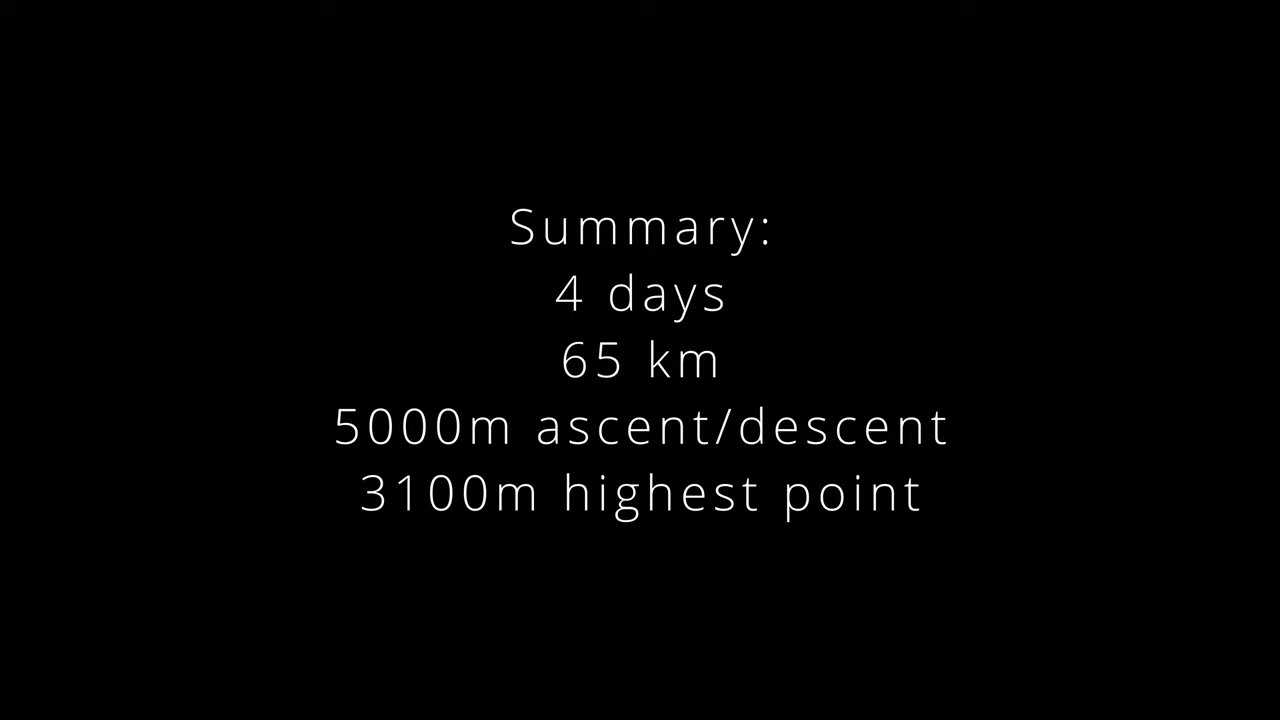 Summary:
4 days
65 km
5000m ascent/descent
3100m highest point